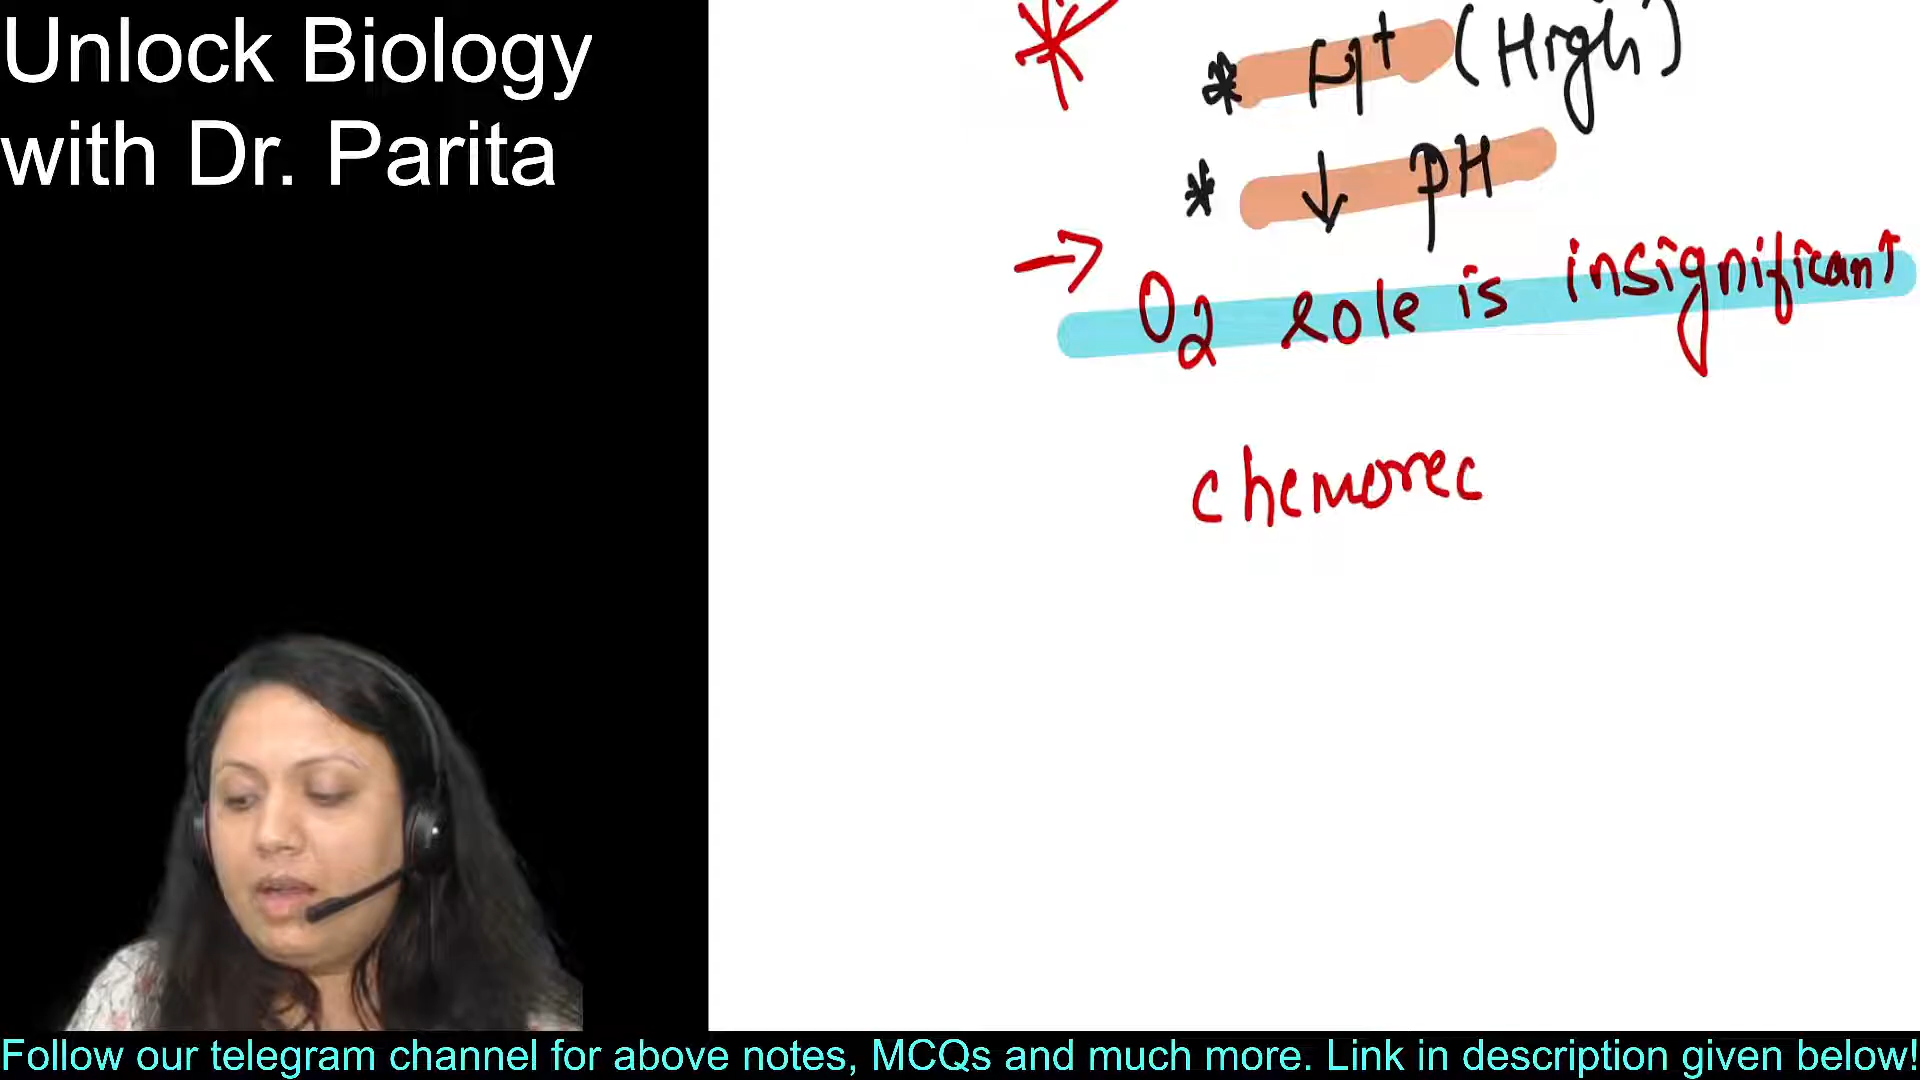 Unlock Biology
with Dr. Parita
* H+ (High)
* ↓ pH
→ O2 role is insignificant
chemorec
Follow our telegram channel for above notes, MCQs and much more. Link in description given below!